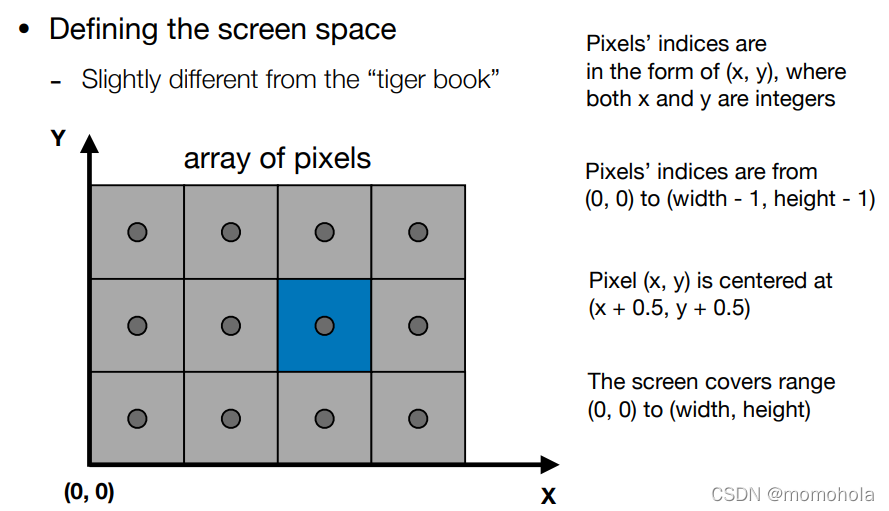 • Defining the screen space
- Slightly different from the “tiger book”
Y
array of pixels
(0, 0)
X
Pixels’ indices are
in the form of (x, y), where
both x and y are integers
Pixels’ indices are from
(0, 0) to (width - 1, height - 1)
Pixel (x, y) is centered at
(x + 0.5, y + 0.5)
The screen covers range
(0, 0) to (width, height)
CSDN @momohola